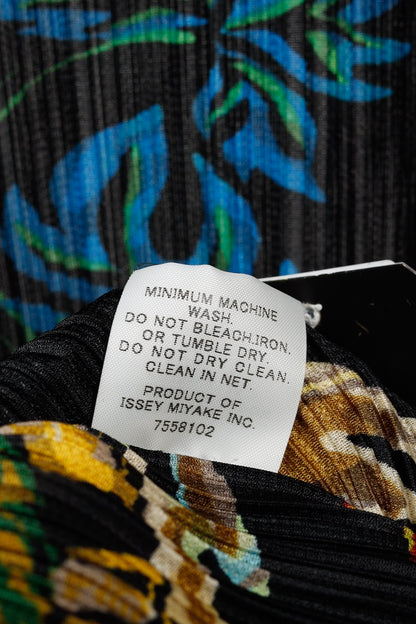 MINIMUM MACHINE
WASH.
DO NOT BLEACH.IRON.
OR TUMBLE DRY.
DO NOT DRY CLEAN.
CLEAN IN NET.
PRODUCT OF
ISSEY MIYAKE INC.
7558102